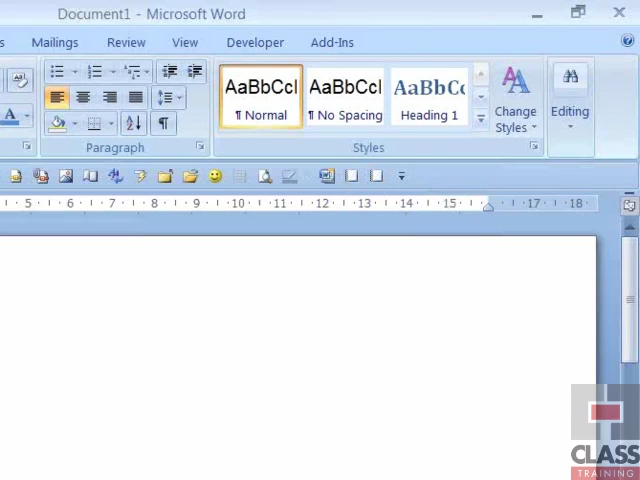 Document1 - Microsoft Word
Mailings Review View Developer Add-Ins
AaBbCcI AaBbCcI AaBbCc
¶ Normal ¶ No Spacing Heading 1
Change Styles
Editing
Paragraph Styles
5 6 7 8 9 10 11 12 13 14 15 17 18
CLASS
TRAINING